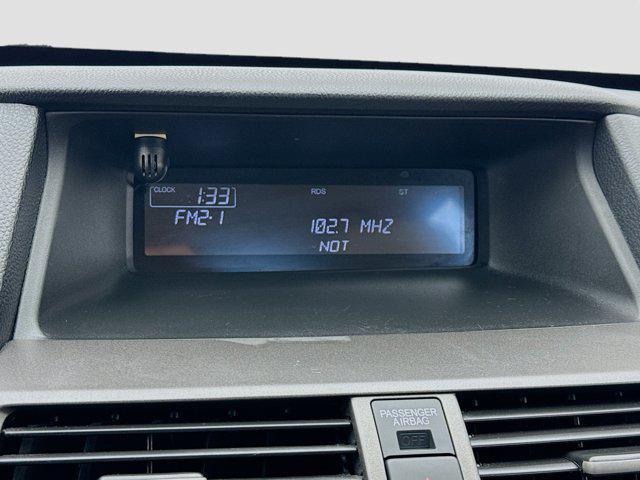 CLOCK 1:33 RDS ST
FM2-1 102.7 MHZ
NOT
PASSENGER
AIRBAG
OFF